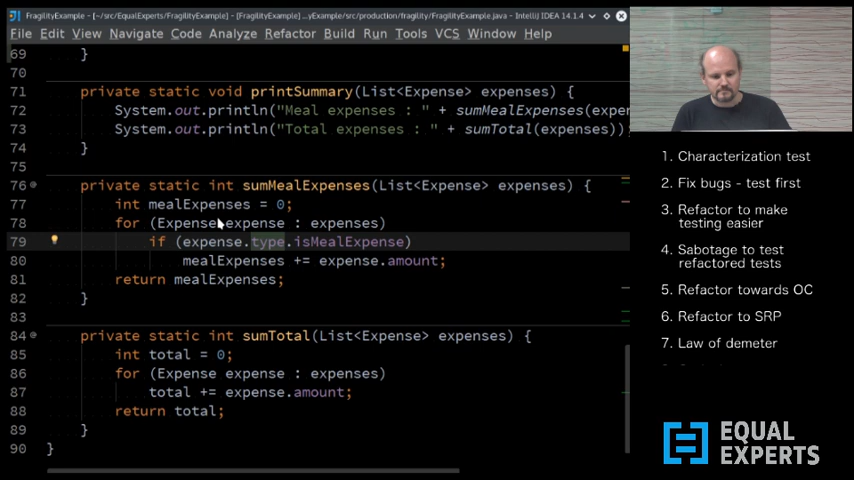 FragilityExample - [~/src/EqualExperts/FragilityExample] - [FragilityExample] ...yExample/src/production/fragility/FragilityExample.java - IntelliJ IDEA 14.1.4
File Edit View Navigate Code Analyze Refactor Build Run Tools VCS Window Help
69 }
70
71 private static void printSummary(List<Expense> expenses) {
72 System.out.println("Meal expenses : " + sumMealExpenses(exper
73 System.out.println("Total expenses : " + sumTotal(expenses))
74 }
75
76 private static int sumMealExpenses(List<Expense> expenses) {
77 int mealExpenses = 0;
78 for (Expense expense : expenses)
79 if (expense.type.isMealExpense)
80 mealExpenses += expense.amount;
81 return mealExpenses;
82 }
83
84 private static int sumTotal(List<Expense> expenses) {
85 int total = 0;
86 for (Expense expense : expenses)
87 total += expense.amount;
88 return total;
89 }
90 }
1. Characterization test
2. Fix bugs - test first
3. Refactor to make
testing easier
4. Sabotage to test
refactored tests
5. Refactor towards OC
6. Refactor to SRP
7. Law of demeter
EQUAL
EXPERTS